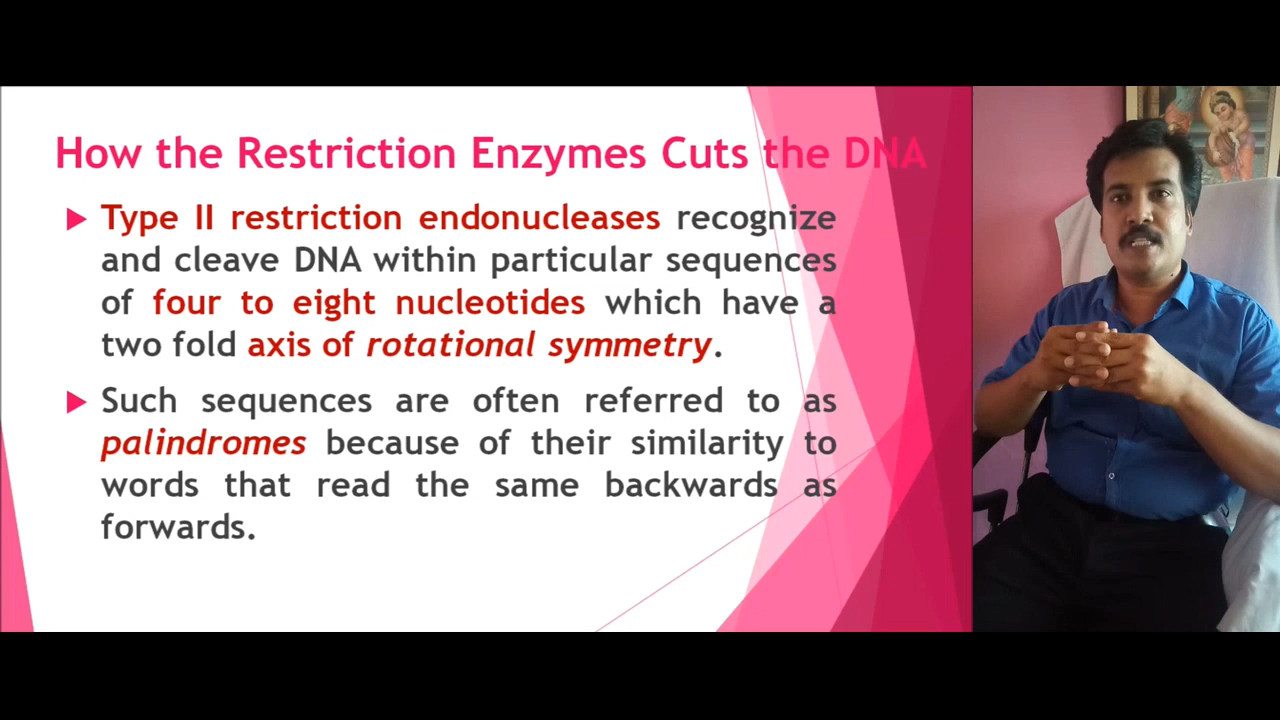 How the Restriction Enzymes Cuts the DNA
Type II restriction endonucleases recognize
and cleave DNA within particular sequences
of four to eight nucleotides which have a
two fold axis of rotational symmetry.
Such sequences are often referred to as
palindromes because of their similarity to
words that read the same backwards as
forwards.